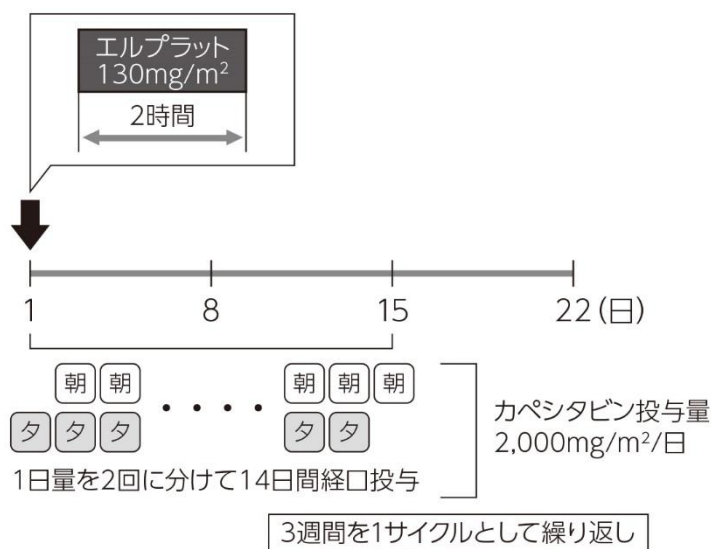 エルプラット
130mg/m²
2時間
1 8 15 22(日)
朝 朝 ・・・・ 朝 朝 朝
夕 夕 夕 夕 夕
カペシタビン投与量
2,000mg/m²/日
1日量を2回に分けて14日間経口投与
3週間を1サイクルとして繰り返し